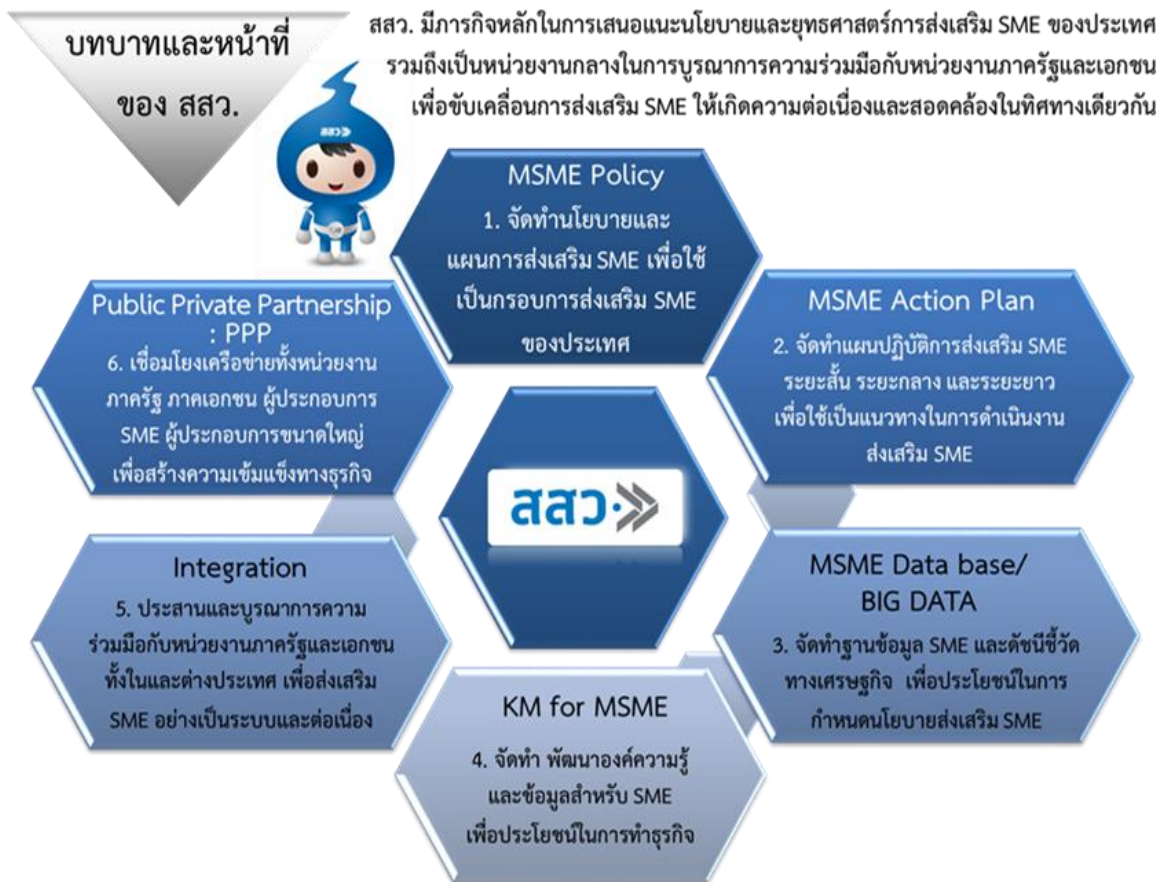 บทบาทและหน้าที่
ของ สสว.
สสว. มีภารกิจหลักในการเสนอแนะนโยบายและยุทธศาสตร์การส่งเสริม SME ของประเทศ
รวมถึงเป็นหน่วยงานกลางในการบูรณาการความร่วมมือกับหน่วยงานภาครัฐและเอกชน
เพื่อขับเคลื่อนการส่งเสริม SME ให้เกิดความต่อเนื่องและสอดคล้องในทิศทางเดียวกัน
สสว
MSME Policy
1. จัดทำนโยบายและ
แผนการส่งเสริม SME เพื่อใช้
เป็นกรอบการส่งเสริม SME
ของประเทศ
MSME Action Plan
2. จัดทำแผนปฏิบัติการส่งเสริม SME
ระยะสั้น ระยะกลาง และระยะยาว
เพื่อใช้เป็นแนวทางในการดำเนินงาน
ส่งเสริม SME
MSME Data base/
BIG DATA
3. จัดทำฐานข้อมูล SME และดัชนีชี้วัด
ทางเศรษฐกิจ เพื่อประโยชน์ในการ
กำหนดนโยบายส่งเสริม SME
KM for MSME
4. จัดทำ พัฒนาองค์ความรู้
และข้อมูลสำหรับ SME
เพื่อประโยชน์ในการทำธุรกิจ
Integration
5. ประสานและบูรณาการความ
ร่วมมือกับหน่วยงานภาครัฐและเอกชน
ทั้งในและต่างประเทศ เพื่อส่งเสริม
SME อย่างเป็นระบบและต่อเนื่อง
Public Private Partnership
: PPP
6. เชื่อมโยงเครือข่ายทั้งหน่วยงาน
ภาครัฐ ภาคเอกชน ผู้ประกอบการ
SME ผู้ประกอบการขนาดใหญ่
เพื่อสร้างความเข้มแข็งทางธุรกิจ
สสว.